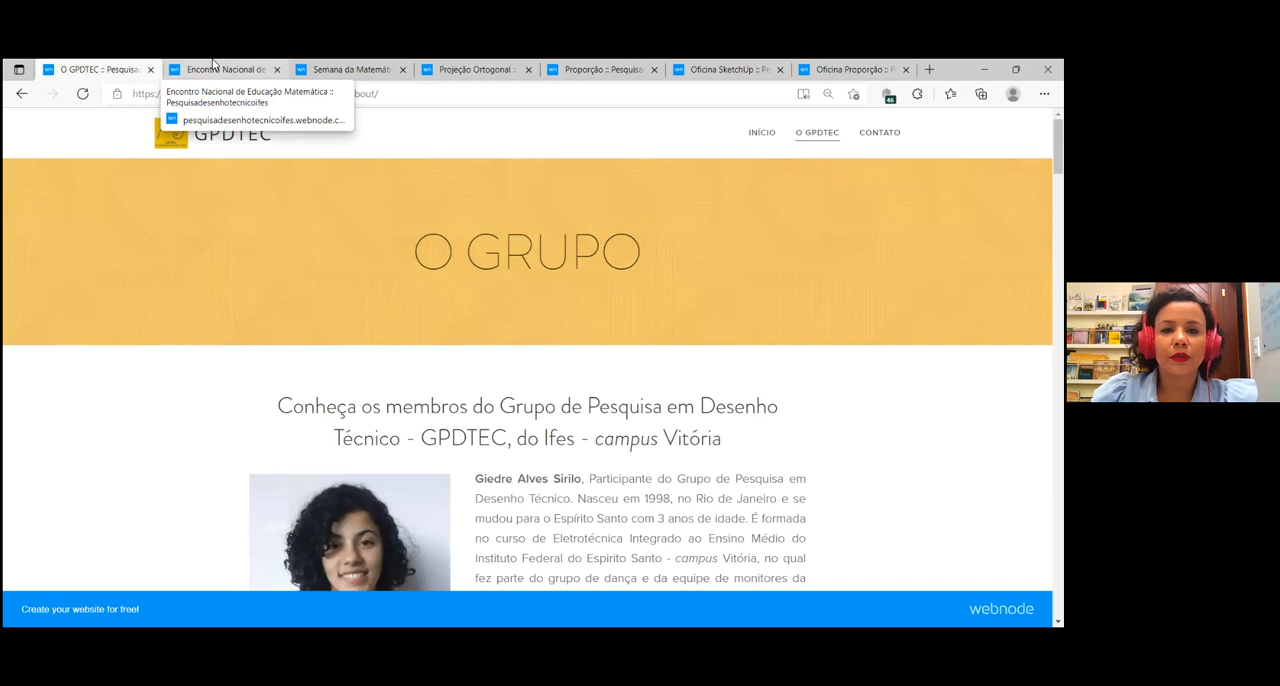 O GPDTEC :: Pesquisa
Encontro Nacional de
Semana da Matemáti
Projeção Ortogonal ::
Proporção :: Pesquisa
Oficina SketchUp :: Pe
Oficina Proporção :: P
https:
bout/
46
Encontro Nacional de Educação Matemática ::
Pesquisadesenhotecnicoifes
pesquisadesenhotecnicoifes.webnode.c...
GPDTEC
INÍCIO
O GPDTEC
CONTATO
O GRUPO
Conheça os membros do Grupo de Pesquisa em Desenho
Técnico - GPDTEC, do Ifes - campus Vitória
Giedre Alves Sirilo, Participante do Grupo de Pesquisa em
Desenho Técnico. Nasceu em 1998, no Rio de Janeiro e se
mudou para o Espírito Santo com 3 anos de idade. É formada
no curso de Eletrotécnica Integrado ao Ensino Médio do
Instituto Federal do Espirito Santo - campus Vitória, no qual
fez parte do grupo de dança e da equipe de monitores da
Create your website for free!
webnode